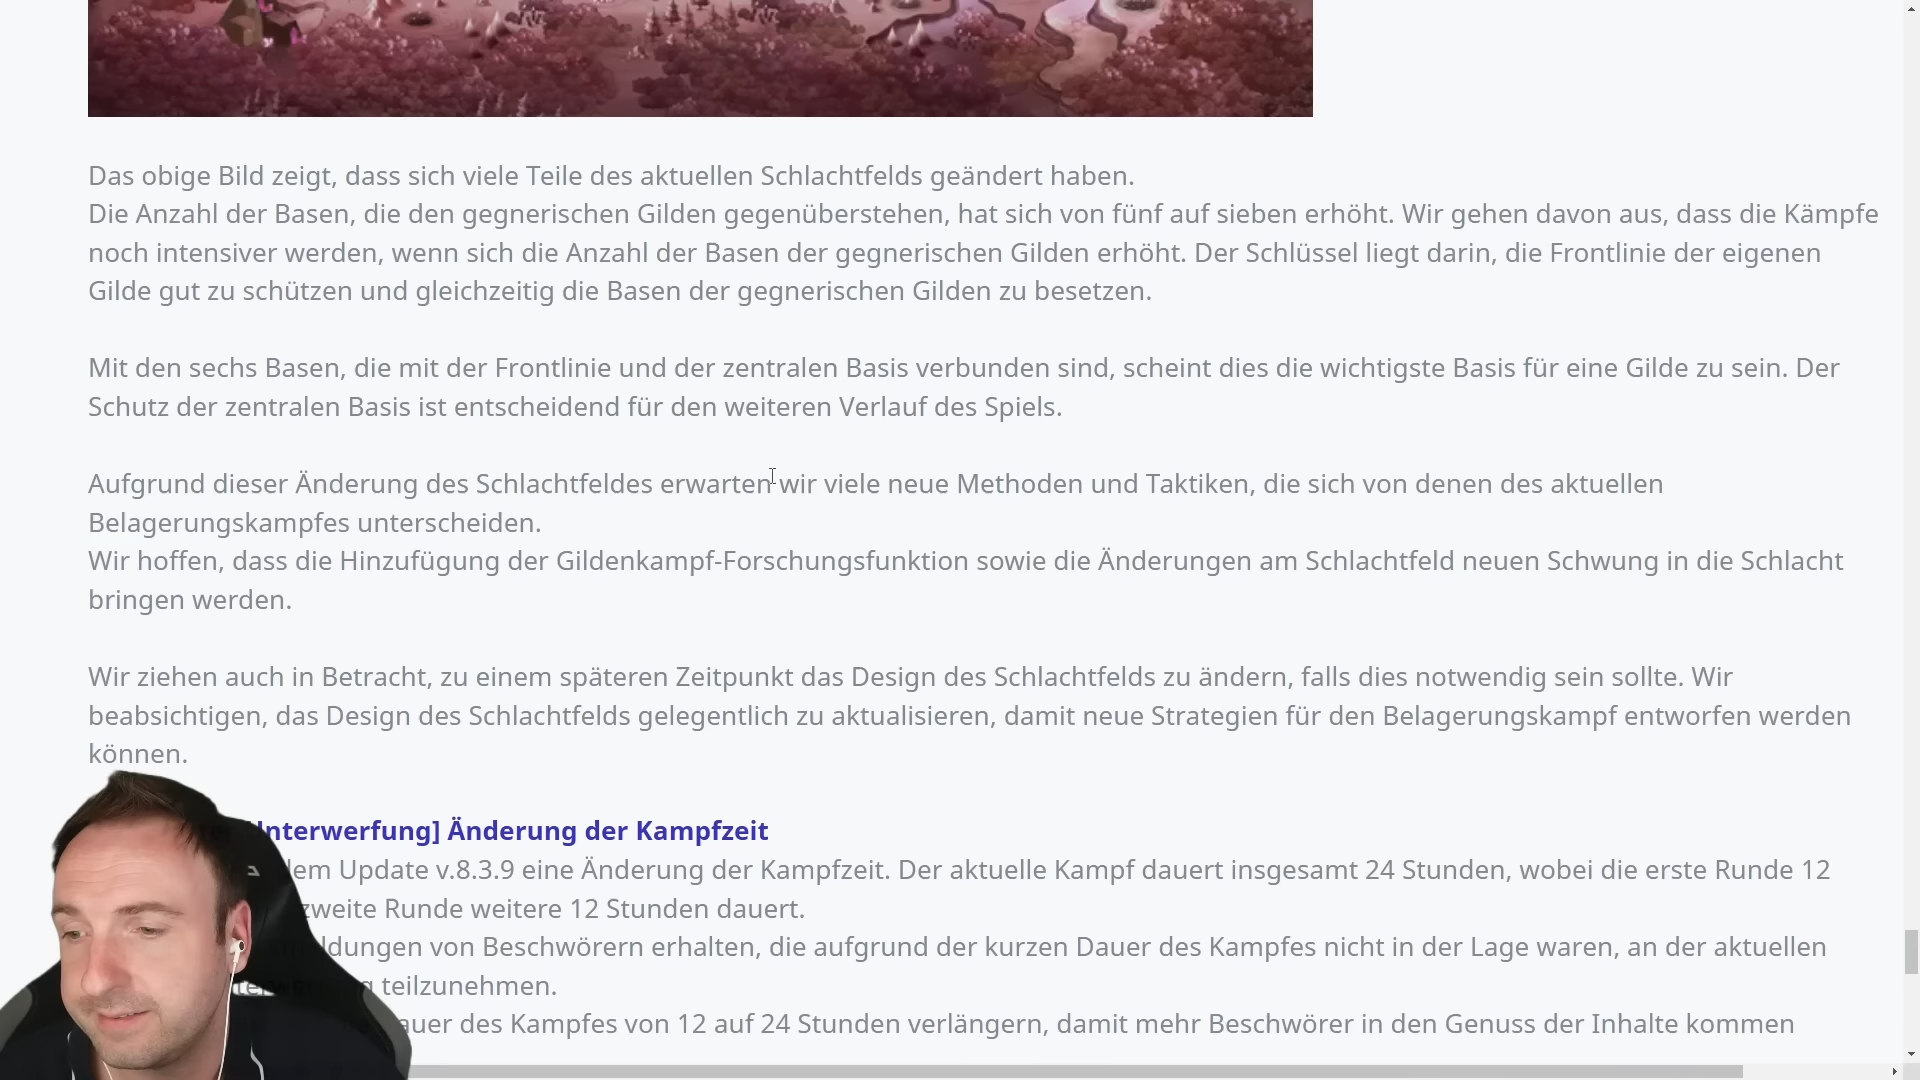 Das obige Bild zeigt, dass sich viele Teile des aktuellen Schlachtfelds geändert haben.
Die Anzahl der Basen, die den gegnerischen Gilden gegenüberstehen, hat sich von fünf auf sieben erhöht. Wir gehen davon aus, dass die Kämpfe
noch intensiver werden, wenn sich die Anzahl der Basen der gegnerischen Gilden erhöht. Der Schlüssel liegt darin, die Frontlinie der eigenen
Gilde gut zu schützen und gleichzeitig die Basen der gegnerischen Gilden zu besetzen.
Mit den sechs Basen, die mit der Frontlinie und der zentralen Basis verbunden sind, scheint dies die wichtigste Basis für eine Gilde zu sein. Der
Schutz der zentralen Basis ist entscheidend für den weiteren Verlauf des Spiels.
Aufgrund dieser Änderung des Schlachtfeldes erwarten wir viele neue Methoden und Taktiken, die sich von denen des aktuellen
Belagerungskampfes unterscheiden.
Wir hoffen, dass die Hinzufügung der Gildenkampf-Forschungsfunktion sowie die Änderungen am Schlachtfeld neuen Schwung in die Schlacht
bringen werden.
Wir ziehen auch in Betracht, zu einem späteren Zeitpunkt das Design des Schlachtfelds zu ändern, falls dies notwendig sein sollte. Wir
beabsichtigen, das Design des Schlachtfelds gelegentlich zu aktualisieren, damit neue Strategien für den Belagerungskampf entworfen werden
können.
Unterwerfung] Änderung der Kampfzeit
Update v.8.3.9 eine Änderung der Kampfzeit. Der aktuelle Kampf dauert insgesamt 24 Stunden, wobei die erste Runde 12
zweite Runde weitere 12 Stunden dauert.
von Beschwörern erhalten, die aufgrund der kurzen Dauer des Kampfes nicht in der Lage waren, an der aktuellen
teilzunehmen.
des Kampfes von 12 auf 24 Stunden verlängern, damit mehr Beschwörer in den Genuss der Inhalte kommen